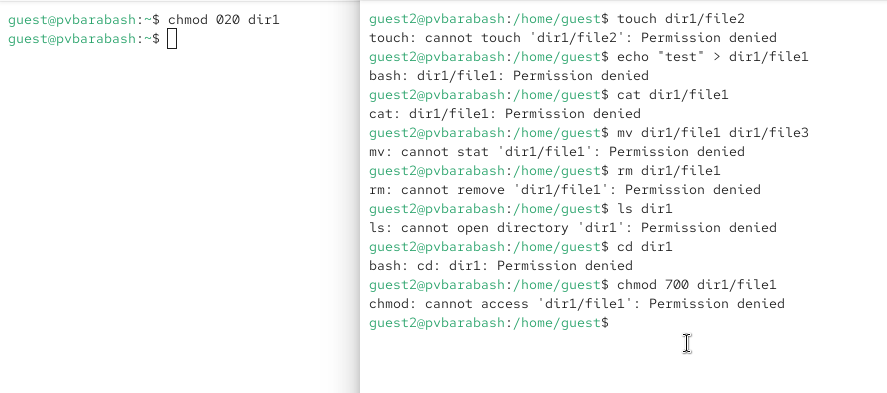 guest@pvbarabash:~$ chmod 020 dir1
guest@pvbarabash:~$
guest2@pvbarabash:/home/guest$ touch dir1/file2
touch: cannot touch 'dir1/file2': Permission denied
guest2@pvbarabash:/home/guest$ echo "test" > dir1/file1
bash: dir1/file1: Permission denied
guest2@pvbarabash:/home/guest$ cat dir1/file1
cat: dir1/file1: Permission denied
guest2@pvbarabash:/home/guest$ mv dir1/file1 dir1/file3
mv: cannot stat 'dir1/file1': Permission denied
guest2@pvbarabash:/home/guest$ rm dir1/file1
rm: cannot remove 'dir1/file1': Permission denied
guest2@pvbarabash:/home/guest$ ls dir1
ls: cannot open directory 'dir1': Permission denied
guest2@pvbarabash:/home/guest$ cd dir1
bash: cd: dir1: Permission denied
guest2@pvbarabash:/home/guest$ chmod 700 dir1/file1
chmod: cannot access 'dir1/file1': Permission denied
guest2@pvbarabash:/home/guest$